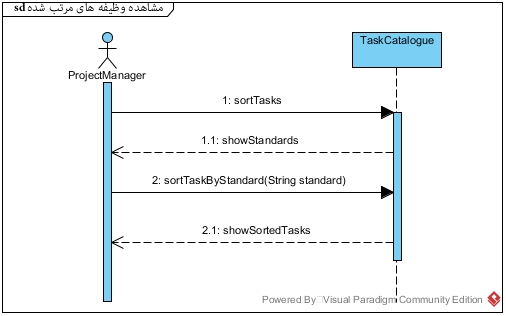 sd مشاهده وظیفه های مرتب شده
ProjectManager
TaskCatalogue
1: sortTasks
1.1: showStandards
2: sortTaskByStandard(String standard)
2.1: showSortedTasks
Powered By Visual Paradigm Community Edition